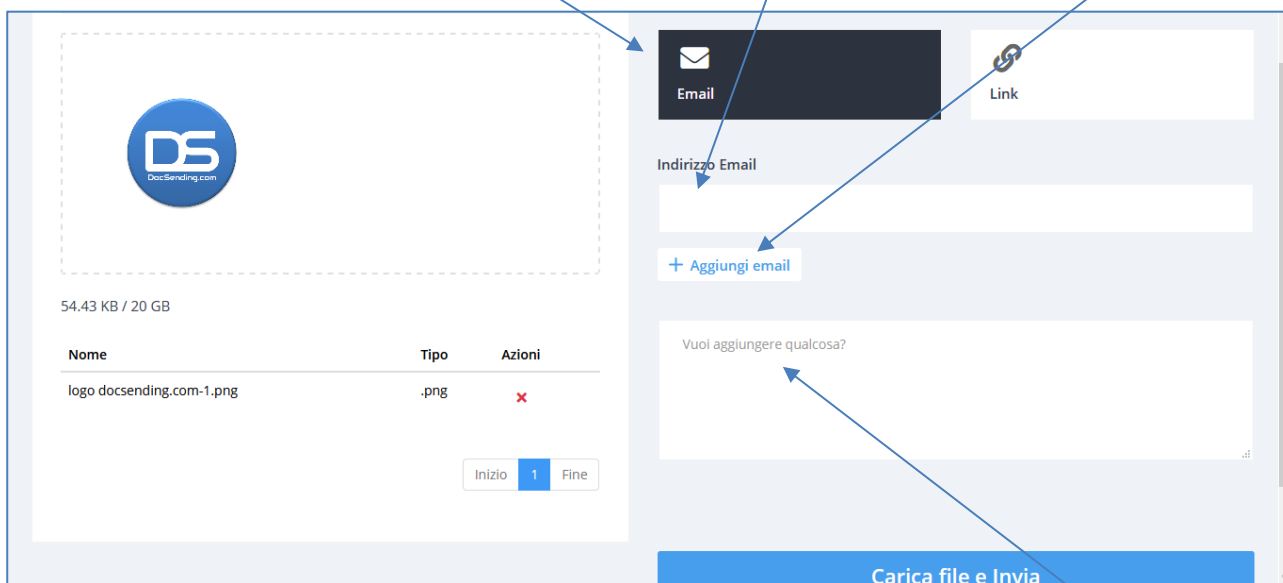 DS
DocSending.com
54.43 KB / 20 GB
Nome Tipo Azioni
logo docsending.com-1.png .png
Inizio 1 Fine
Email
Link
Indirizzo Email
+ Aggiungi email
Vuoi aggiungere qualcosa?
Carica file e Invia